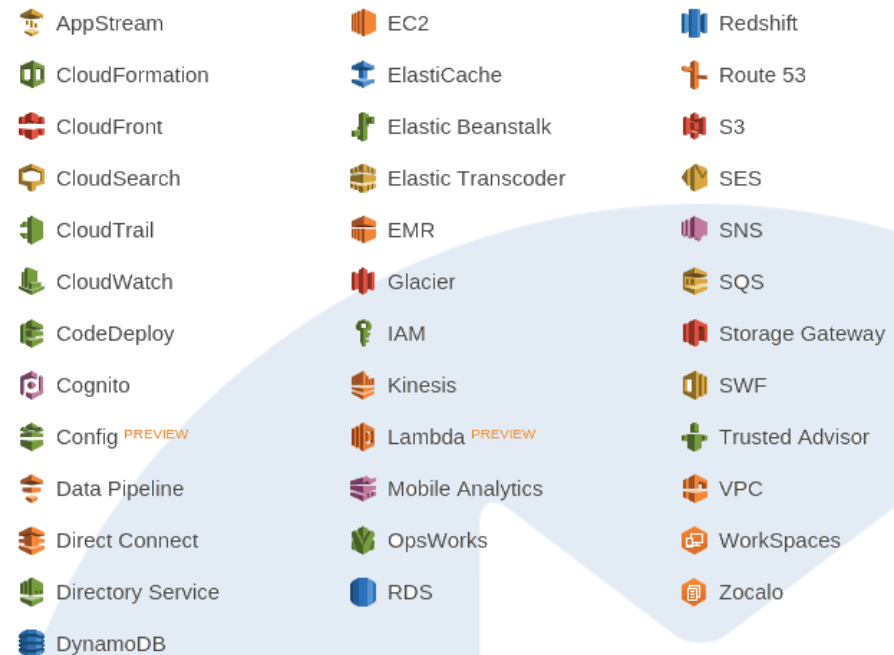 AppStream
CloudFormation
CloudFront
CloudSearch
CloudTrail
CloudWatch
CodeDeploy
Cognito
Config PREVIEW
Data Pipeline
Direct Connect
Directory Service
DynamoDB
EC2
ElastiCache
Elastic Beanstalk
Elastic Transcoder
EMR
Glacier
IAM
Kinesis
Lambda PREVIEW
Mobile Analytics
OpsWorks
RDS
Redshift
Route 53
S3
SES
SNS
SQS
Storage Gateway
SWF
Trusted Advisor
VPC
WorkSpaces
Zocalo